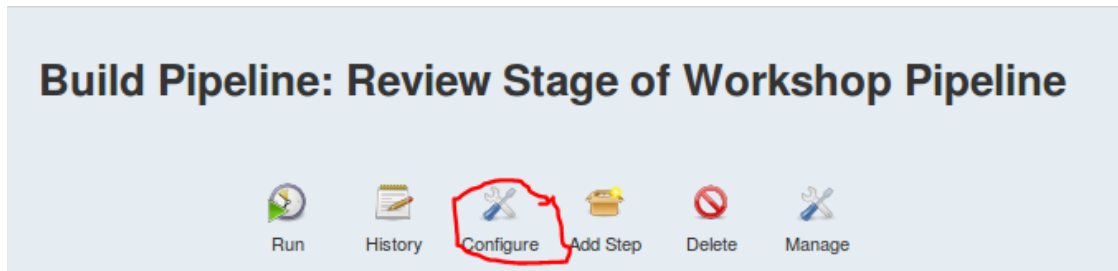 Build Pipeline: Review Stage of Workshop Pipeline
Run History Configure Add Step Delete Manage